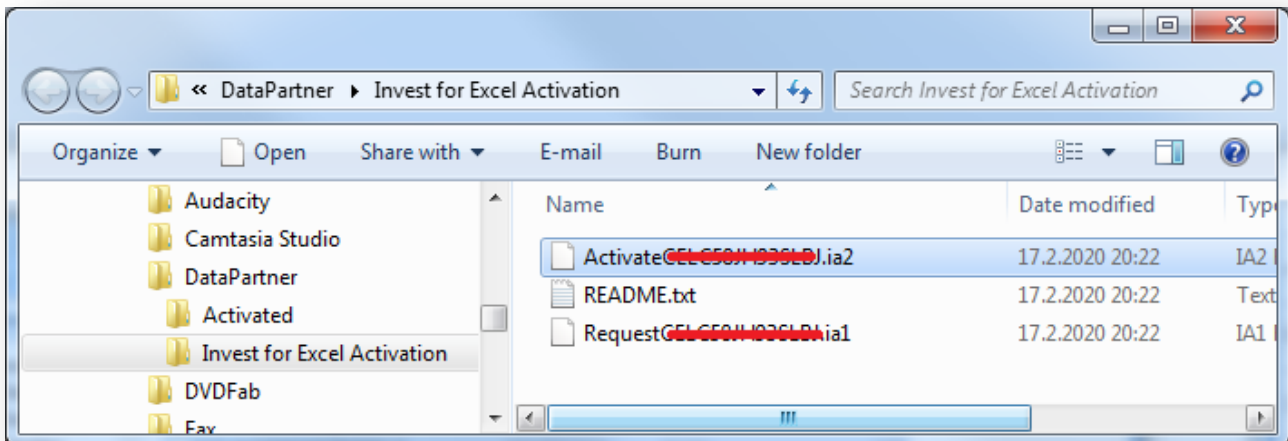 « DataPartner ▸ Invest for Excel Activation
Search Invest for Excel Activation
Organize
Open
Share with
E-mail
Burn
New folder
Audacity
Camtasia Studio
DataPartner
Activated
Invest for Excel Activation
DVDFab
Fax
Name
Date modified
Type
Activate .ia2
17.2.2020 20:22
IA2
README.txt
17.2.2020 20:22
Text
Request .ia1
17.2.2020 20:22
IA1